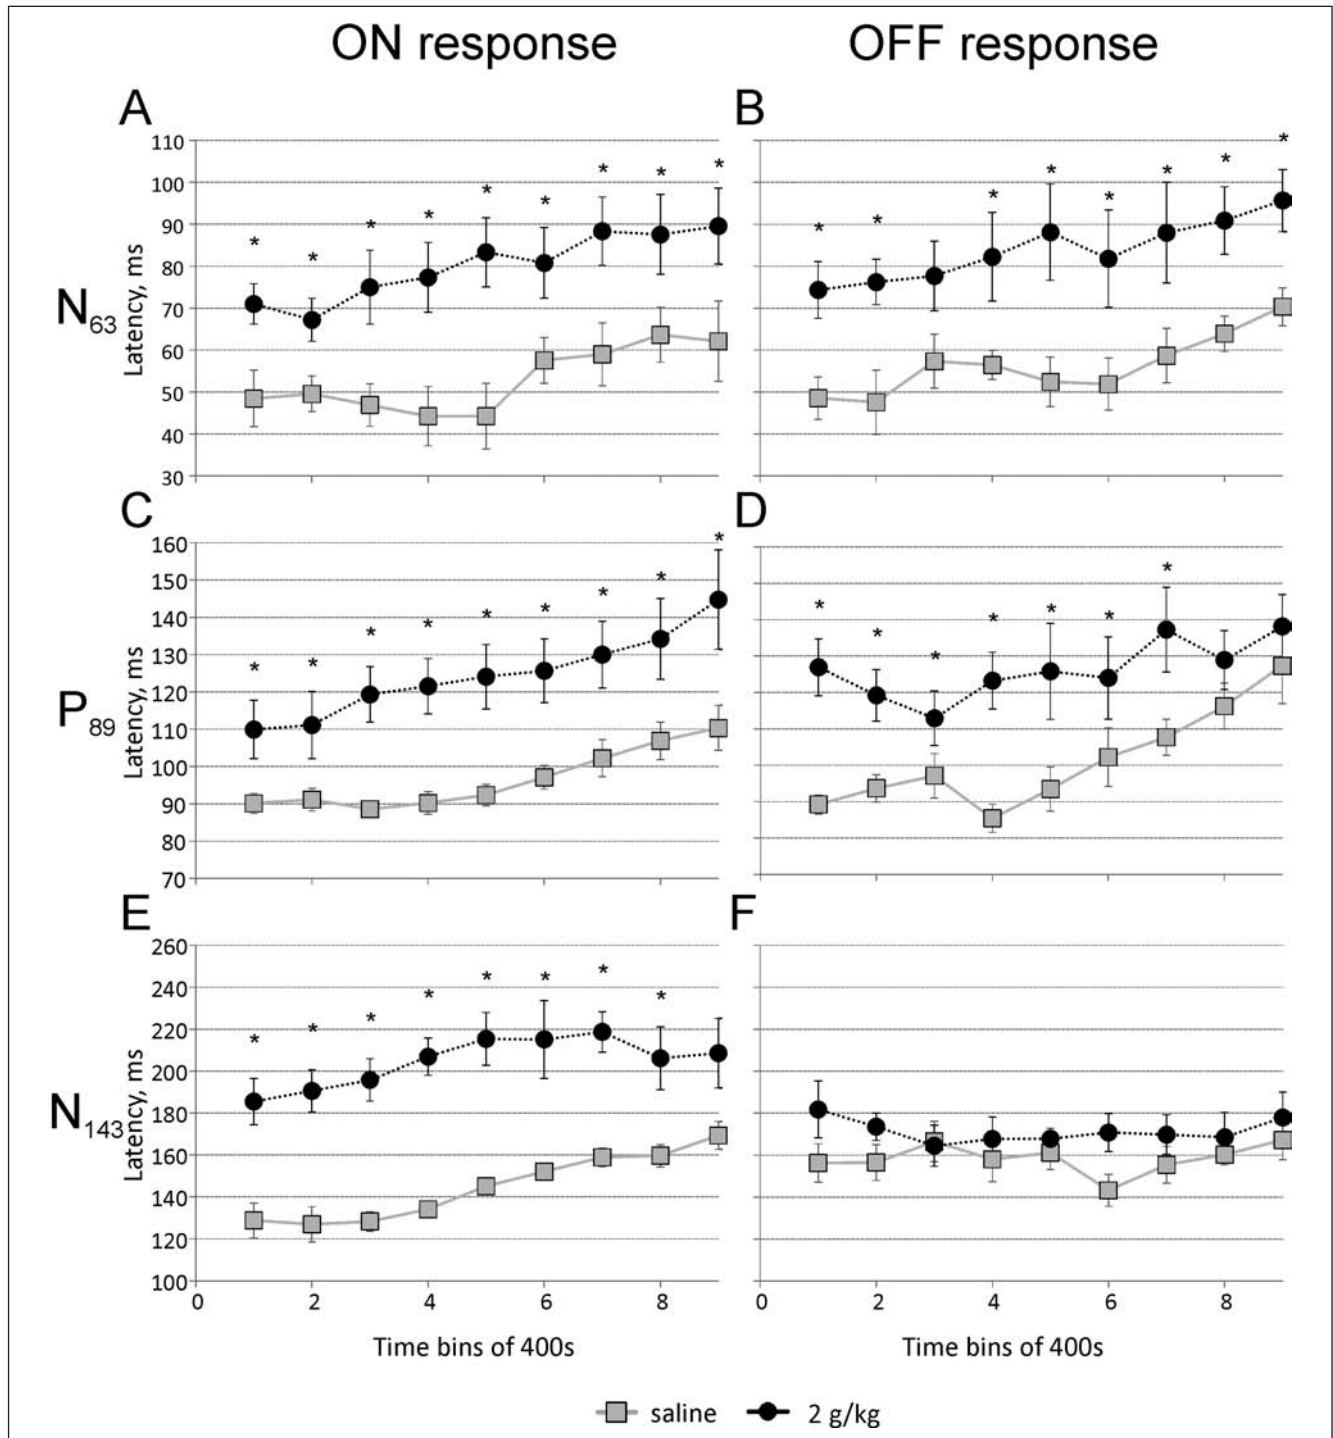 ON response
OFF response
A
B
110
100
90
80
70
60
50
40
30
Latency, ms
N63
* * * * * * * * *
* * * * * * * *
C
D
160
150
140
130
120
110
100
90
80
70
Latency, ms
P89
* * * * * * * * *
* * * * * * *
E
F
260
240
220
200
180
160
140
120
100
Latency, ms
N143
* * * * * * * *
0 2 4 6 8
0 2 4 6 8
Time bins of 400s
Time bins of 400s
saline 2 g/kg